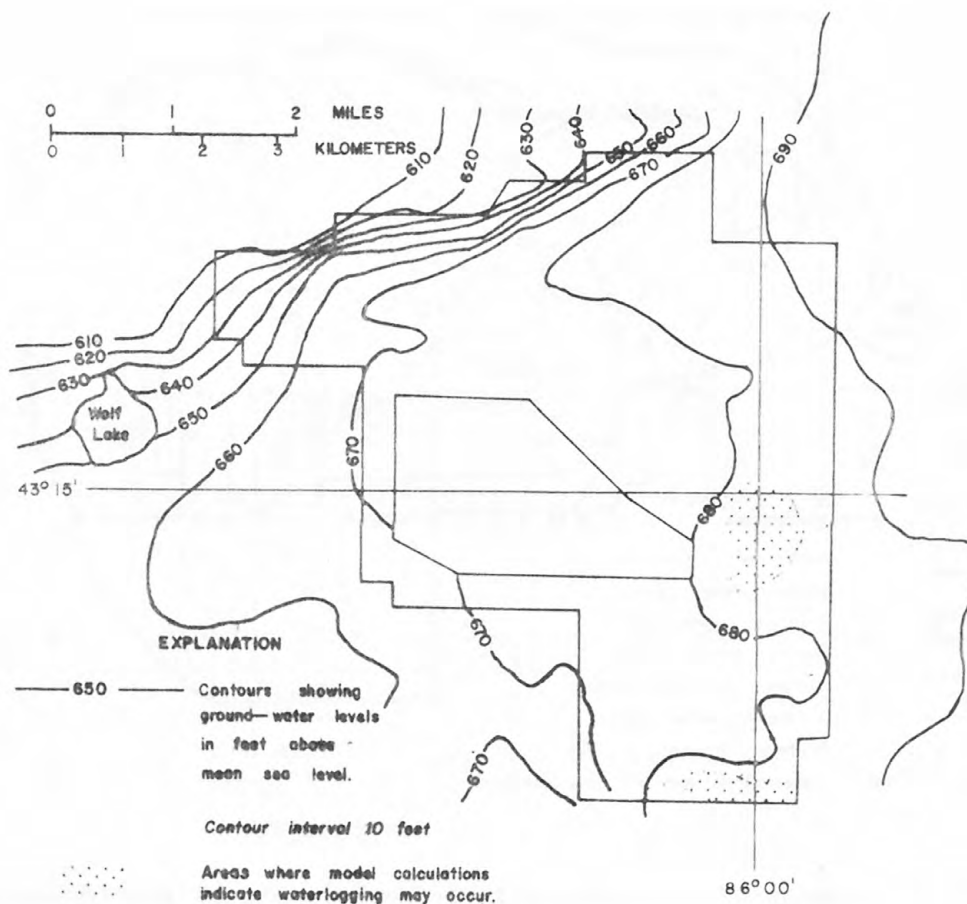 0 1 2 MILES
0 1 2 3 KILOMETERS
610
620
630
640
650
660
670
690
610
620
630
640
650
660
670
Wolf
Lake
43° 15'
680
680
670
670
EXPLANATION
650 Contours showing
ground—water levels
in feet above
mean sea level.
Contour interval 10 feet
Areas where model calculations
indicate waterlogging may occur.
86°00'